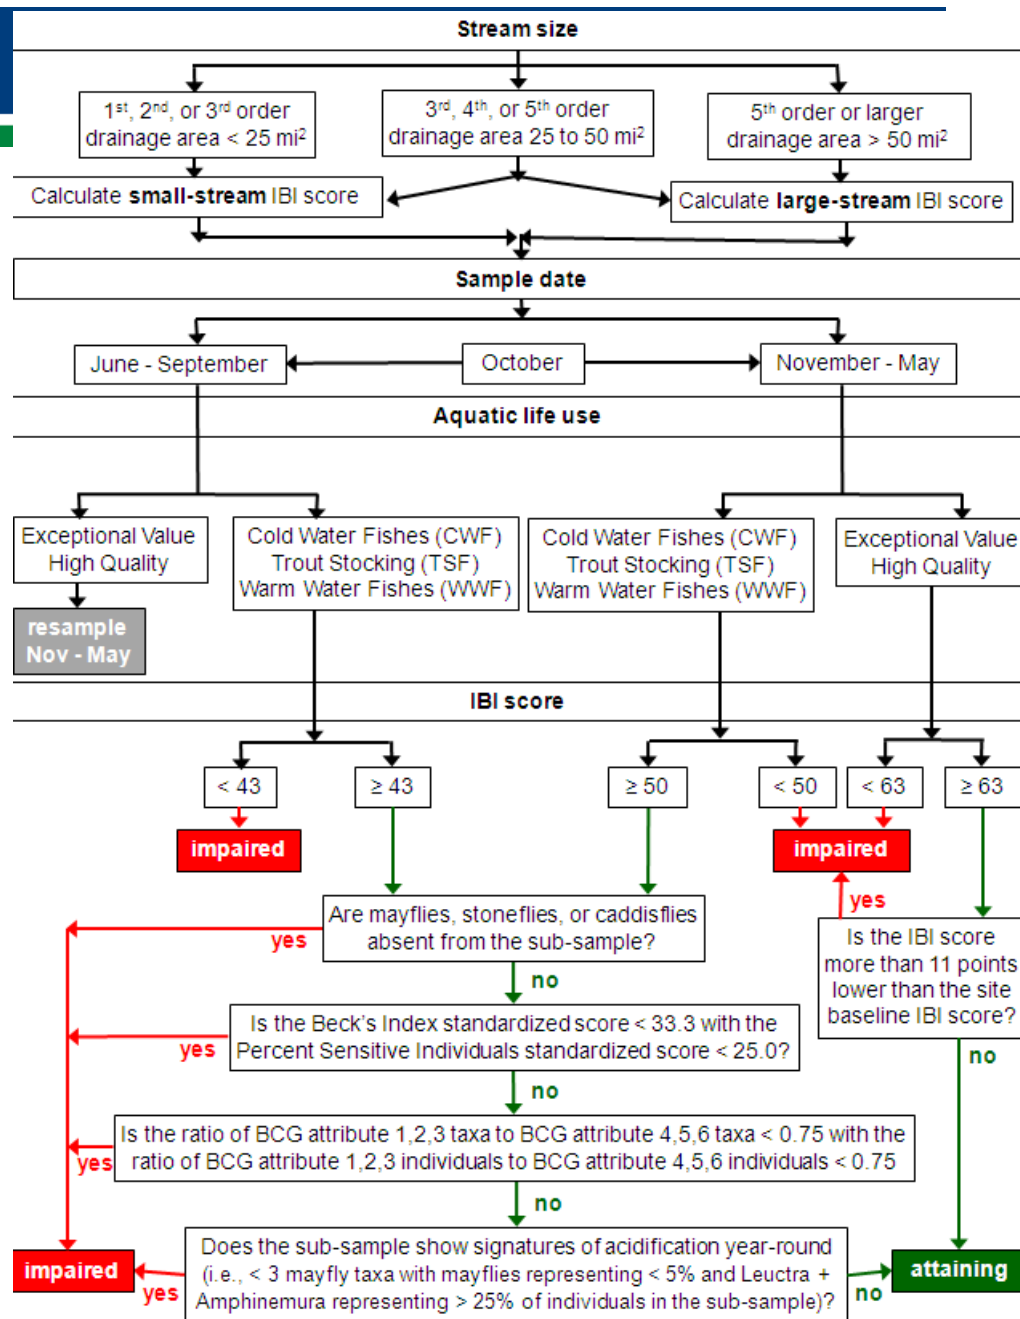 Stream size
1st, 2nd, or 3rd order
drainage area < 25 mi2
3rd, 4th, or 5th order
drainage area 25 to 50 mi2
5th order or larger
drainage area > 50 mi2
Calculate small-stream IBI score
Calculate large-stream IBI score
Sample date
June - September
October
November - May
Aquatic life use
Exceptional Value
High Quality
Cold Water Fishes (CWF)
Trout Stocking (TSF)
Warm Water Fishes (WWF)
Cold Water Fishes (CWF)
Trout Stocking (TSF)
Warm Water Fishes (WWF)
Exceptional Value
High Quality
resample
Nov - May
IBI score
< 43
≥ 43
≥ 50
< 50
< 63
≥ 63
impaired
impaired
yes
Are mayflies, stoneflies, or caddisflies
absent from the sub-sample?
yes
no
Is the IBI score
more than 11 points
lower than the site
baseline IBI score?
no
Is the Beck's Index standardized score < 33.3 with the
Percent Sensitive Individuals standardized score < 25.0?
yes
no
Is the ratio of BCG attribute 1,2,3 taxa to BCG attribute 4,5,6 taxa < 0.75 with the
ratio of BCG attribute 1,2,3 individuals to BCG attribute 4,5,6 individuals < 0.75
yes
no
impaired
yes
Does the sub-sample show signatures of acidification year-round
(i.e., < 3 mayfly taxa with mayflies representing < 5% and Leuctra +
Amphinemura representing > 25% of individuals in the sub-sample)?
no
attaining